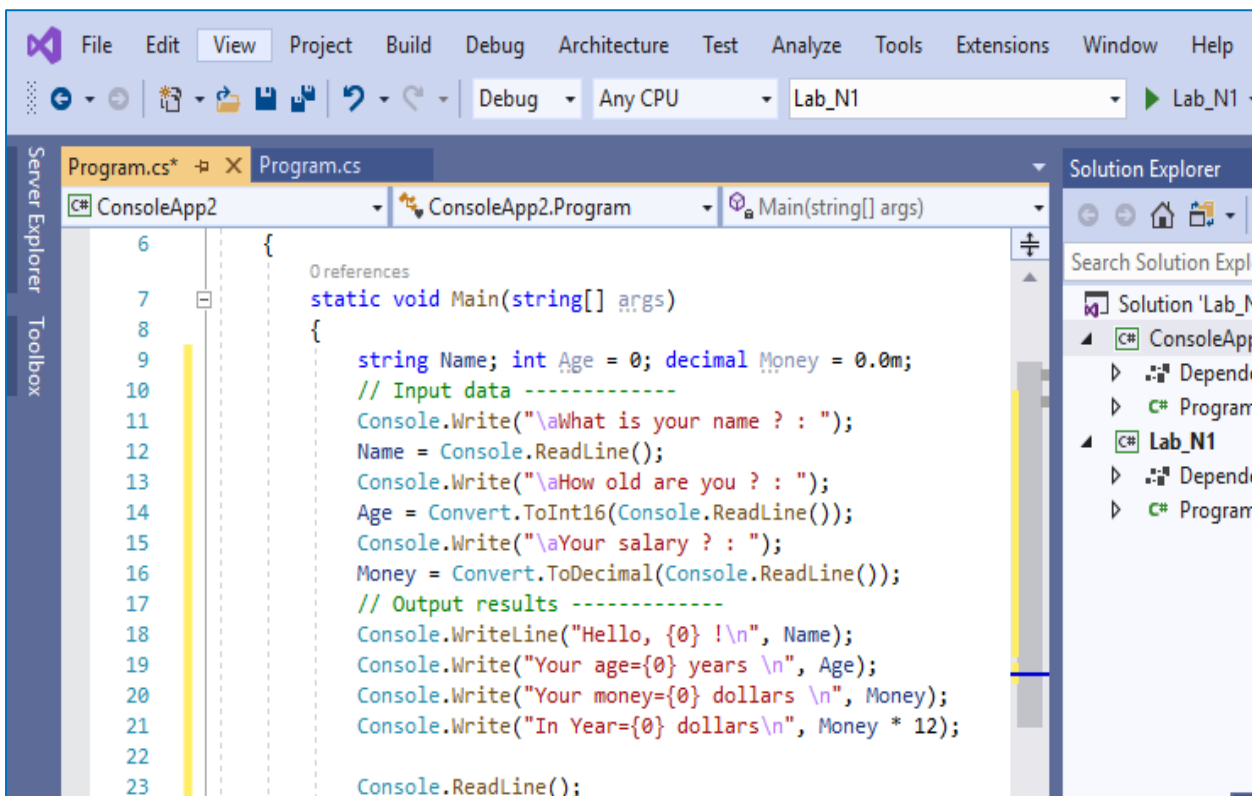 File Edit View Project Build Debug Architecture Test Analyze Tools Extensions Window Help
Debug Any CPU Lab_N1 Lab_N1
Server Explorer
Toolbox
Program.cs* Program.cs
C# ConsoleApp2 ConsoleApp2.Program Main(string[] args)
6 {
0 references
7 static void Main(string[] args)
8 {
9 string Name; int Age = 0; decimal Money = 0.0m;
10 // Input data -------------
11 Console.Write("\aWhat is your name ? : ");
12 Name = Console.ReadLine();
13 Console.Write("\aHow old are you ? : ");
14 Age = Convert.ToInt16(Console.ReadLine());
15 Console.Write("\aYour salary ? : ");
16 Money = Convert.ToDecimal(Console.ReadLine());
17 // Output results -------------
18 Console.WriteLine("Hello, {0} !\n", Name);
19 Console.Write("Your age={0} years \n", Age);
20 Console.Write("Your money={0} dollars \n", Money);
21 Console.Write("In Year={0} dollars\n", Money * 12);
22
23 Console.ReadLine();
Solution Explorer
Search Solution Expl
Solution 'Lab_N
C# ConsoleApp
Depende
C# Program
C# Lab_N1
Depende
C# Program